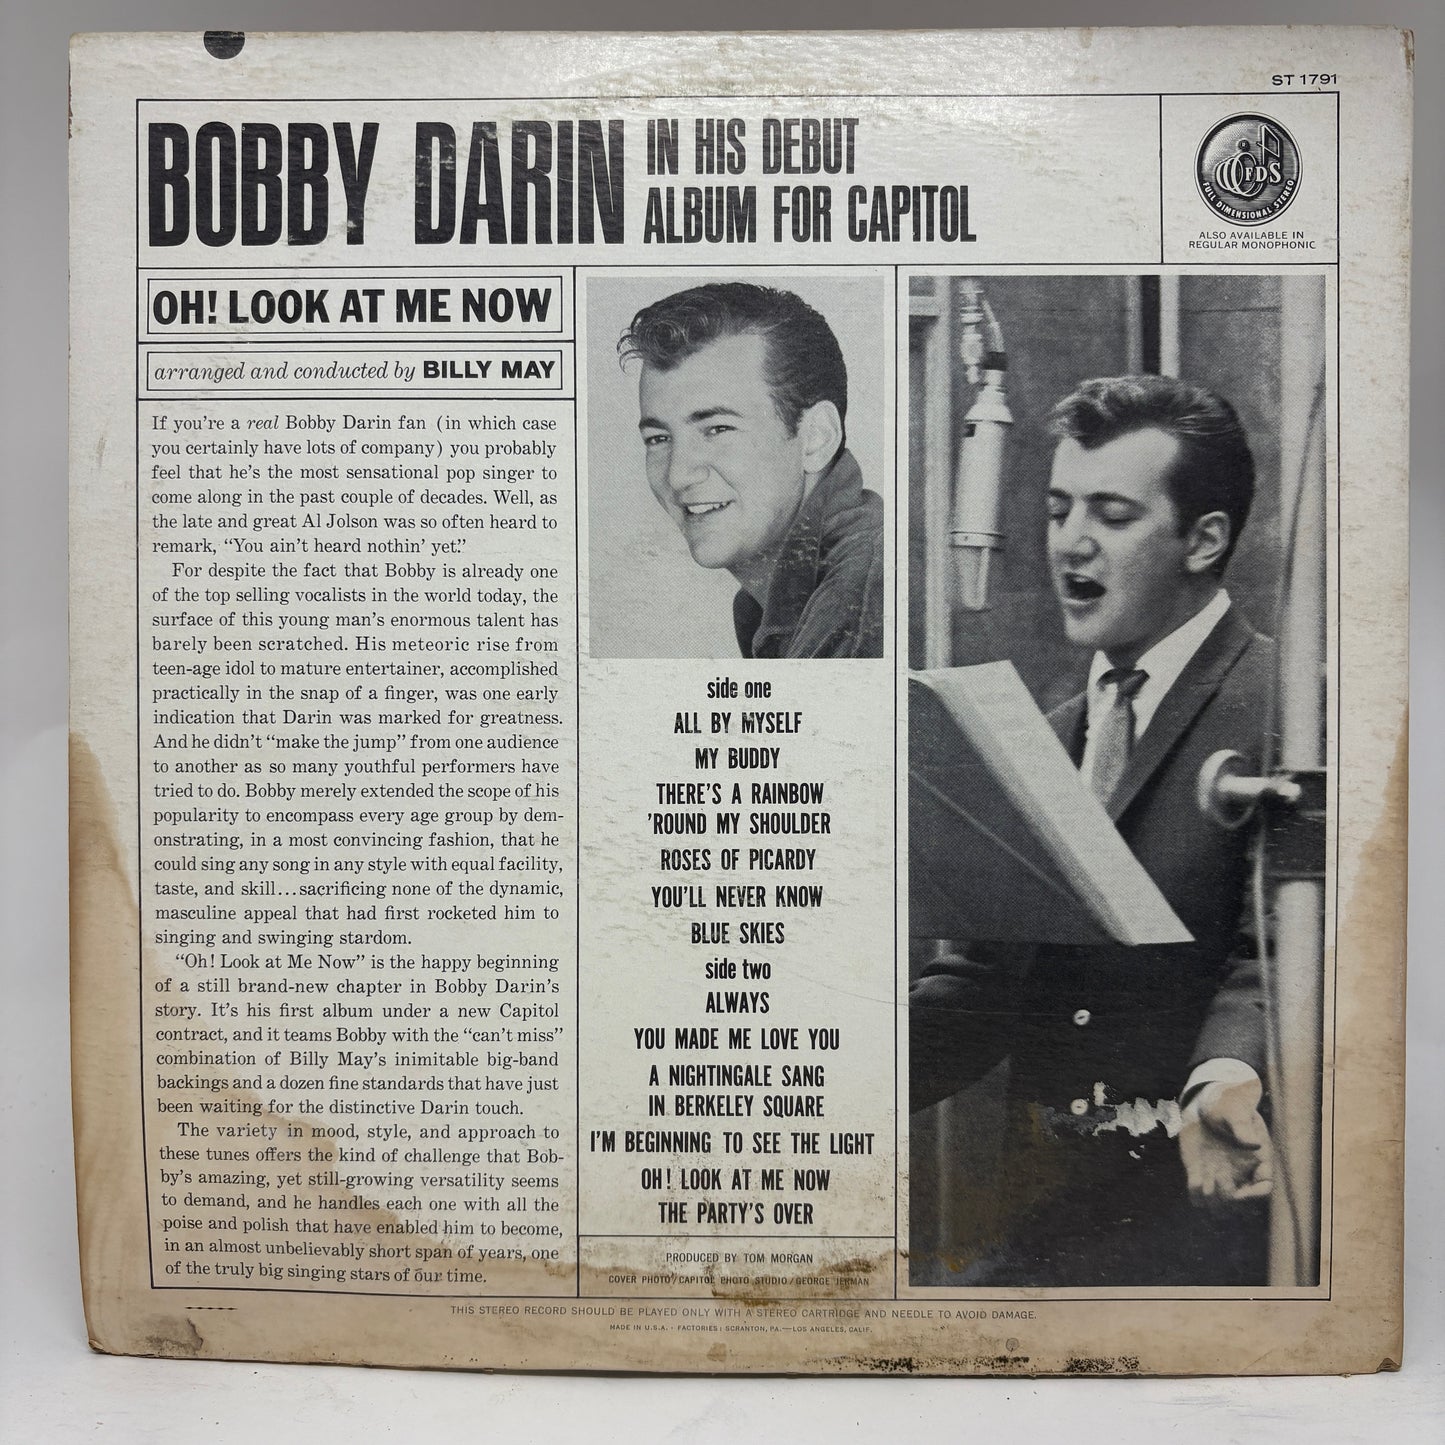 ST 1791
BOBBY DARIN
IN HIS DEBUT
ALBUM FOR CAPITOL
FDS
FULL DIMENSIONAL STEREO
ALSO AVAILABLE IN
REGULAR MONOPHONIC
OH! LOOK AT ME NOW
arranged and conducted by BILLY MAY
If you're a real Bobby Darin fan (in which case
you certainly have lots of company) you probably
feel that he's the most sensational pop singer to
come along in the past couple of decades. Well, as
the late and great Al Jolson was so often heard to
remark, “You ain't heard nothin' yet.”
For despite the fact that Bobby is already one
of the top selling vocalists in the world today, the
surface of this young man's enormous talent has
barely been scratched. His meteoric rise from
teen-age idol to mature entertainer, accomplished
practically in the snap of a finger, was one early
indication that Darin was marked for greatness.
And he didn't “make the jump” from one audience
to another as so many youthful performers have
tried to do. Bobby merely extended the scope of his
popularity to encompass every age group by dem-
onstrating, in a most convincing fashion, that he
could sing any song in any style with equal facility,
taste, and skill...sacrificing none of the dynamic,
masculine appeal that had first rocketed him to
singing and swinging stardom.
“Oh! Look at Me Now” is the happy beginning
of a still brand-new chapter in Bobby Darin's
story. It's his first album under a new Capitol
contract, and it teams Bobby with the “can't miss”
combination of Billy May's inimitable big-band
backings and a dozen fine standards that have just
been waiting for the distinctive Darin touch.
The variety in mood, style, and approach to
these tunes offers the kind of challenge that Bob-
by's amazing, yet still-growing versatility seems
to demand, and he handles each one with all the
poise and polish that have enabled him to become,
in an almost unbelievably short span of years, one
of the truly big singing stars of our time.
side one
ALL BY MYSELF
MY BUDDY
THERE'S A RAINBOW
'ROUND MY SHOULDER
ROSES OF PICARDY
YOU'LL NEVER KNOW
BLUE SKIES
side two
ALWAYS
YOU MADE ME LOVE YOU
A NIGHTINGALE SANG
IN BERKELEY SQUARE
I'M BEGINNING TO SEE THE LIGHT
OH! LOOK AT ME NOW
THE PARTY'S OVER
PRODUCED BY TOM MORGAN
COVER PHOTO/CAPITOL PHOTO STUDIO/GEORGE JERMAN
THIS STEREO RECORD SHOULD BE PLAYED ONLY WITH A STEREO CARTRIDGE AND NEEDLE TO AVOID DAMAGE.
MADE IN U.S.A. · FACTORIES: SCRANTON, PA.—LOS ANGELES, CALIF.